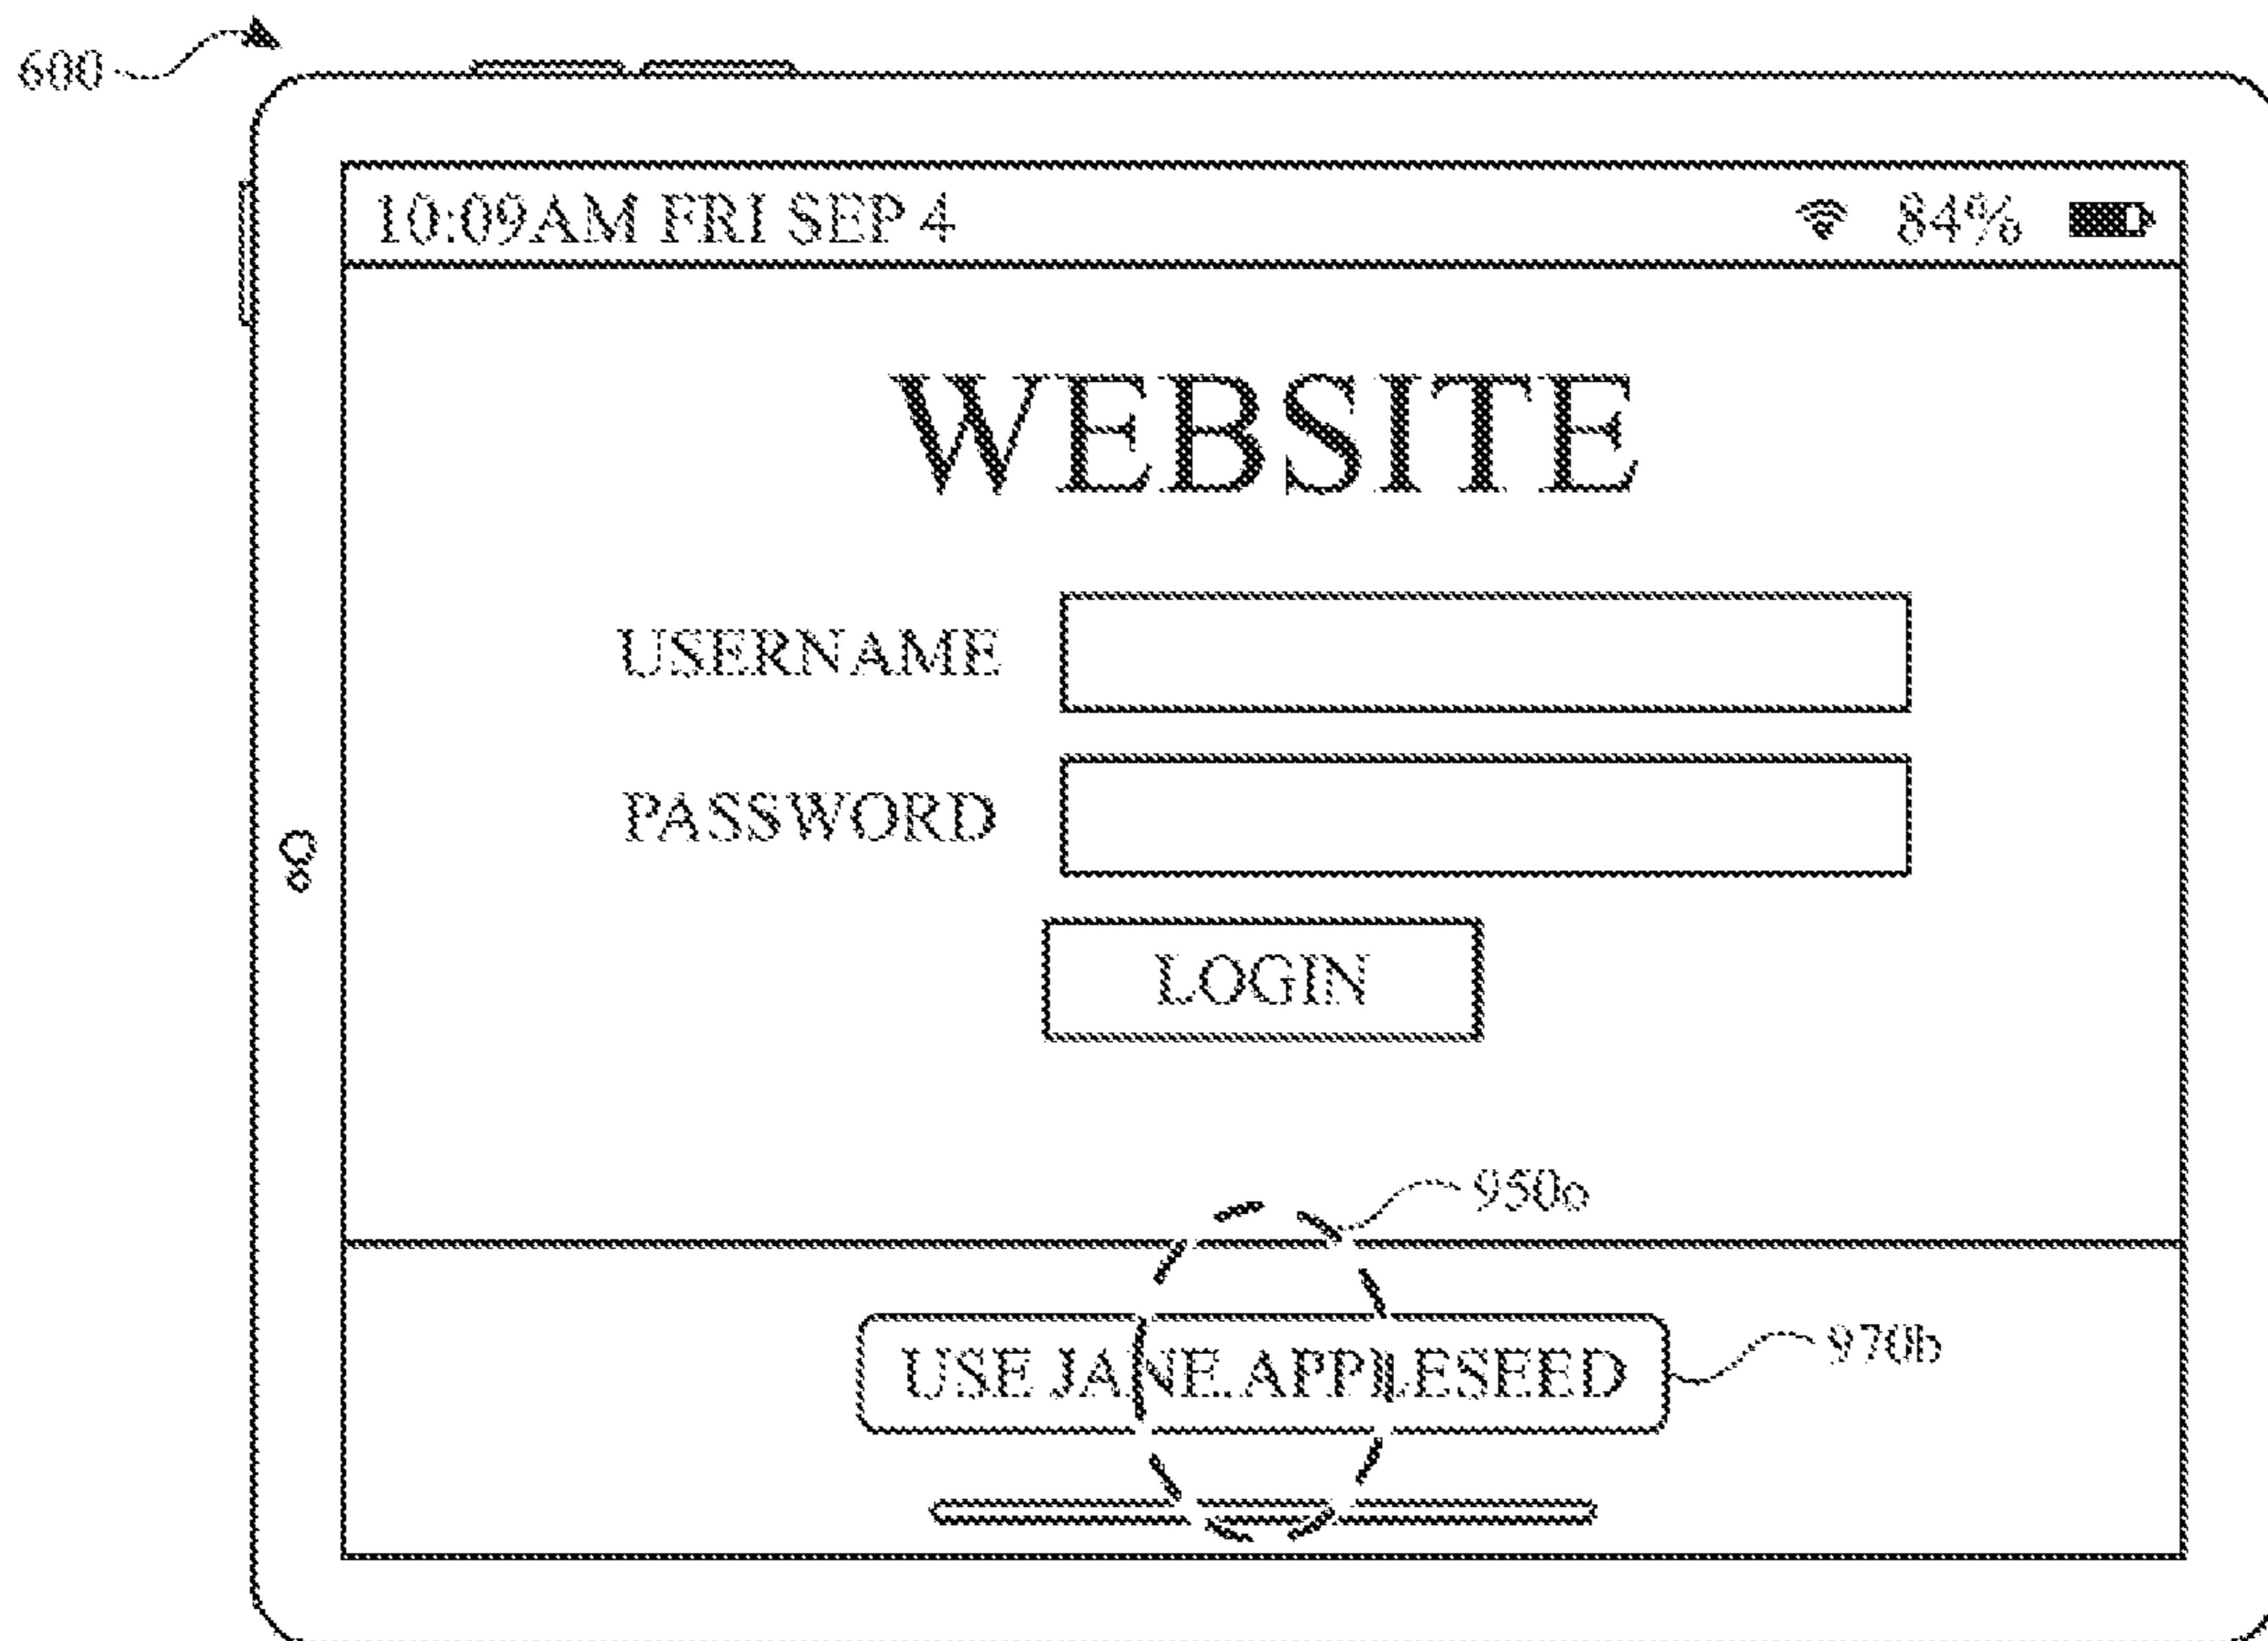 600
10:09AM FRI SEP 4 84%
WEBSITE
USERNAME
PASSWORD
LOGIN
950o
USE JANE.APPLESEED
970b